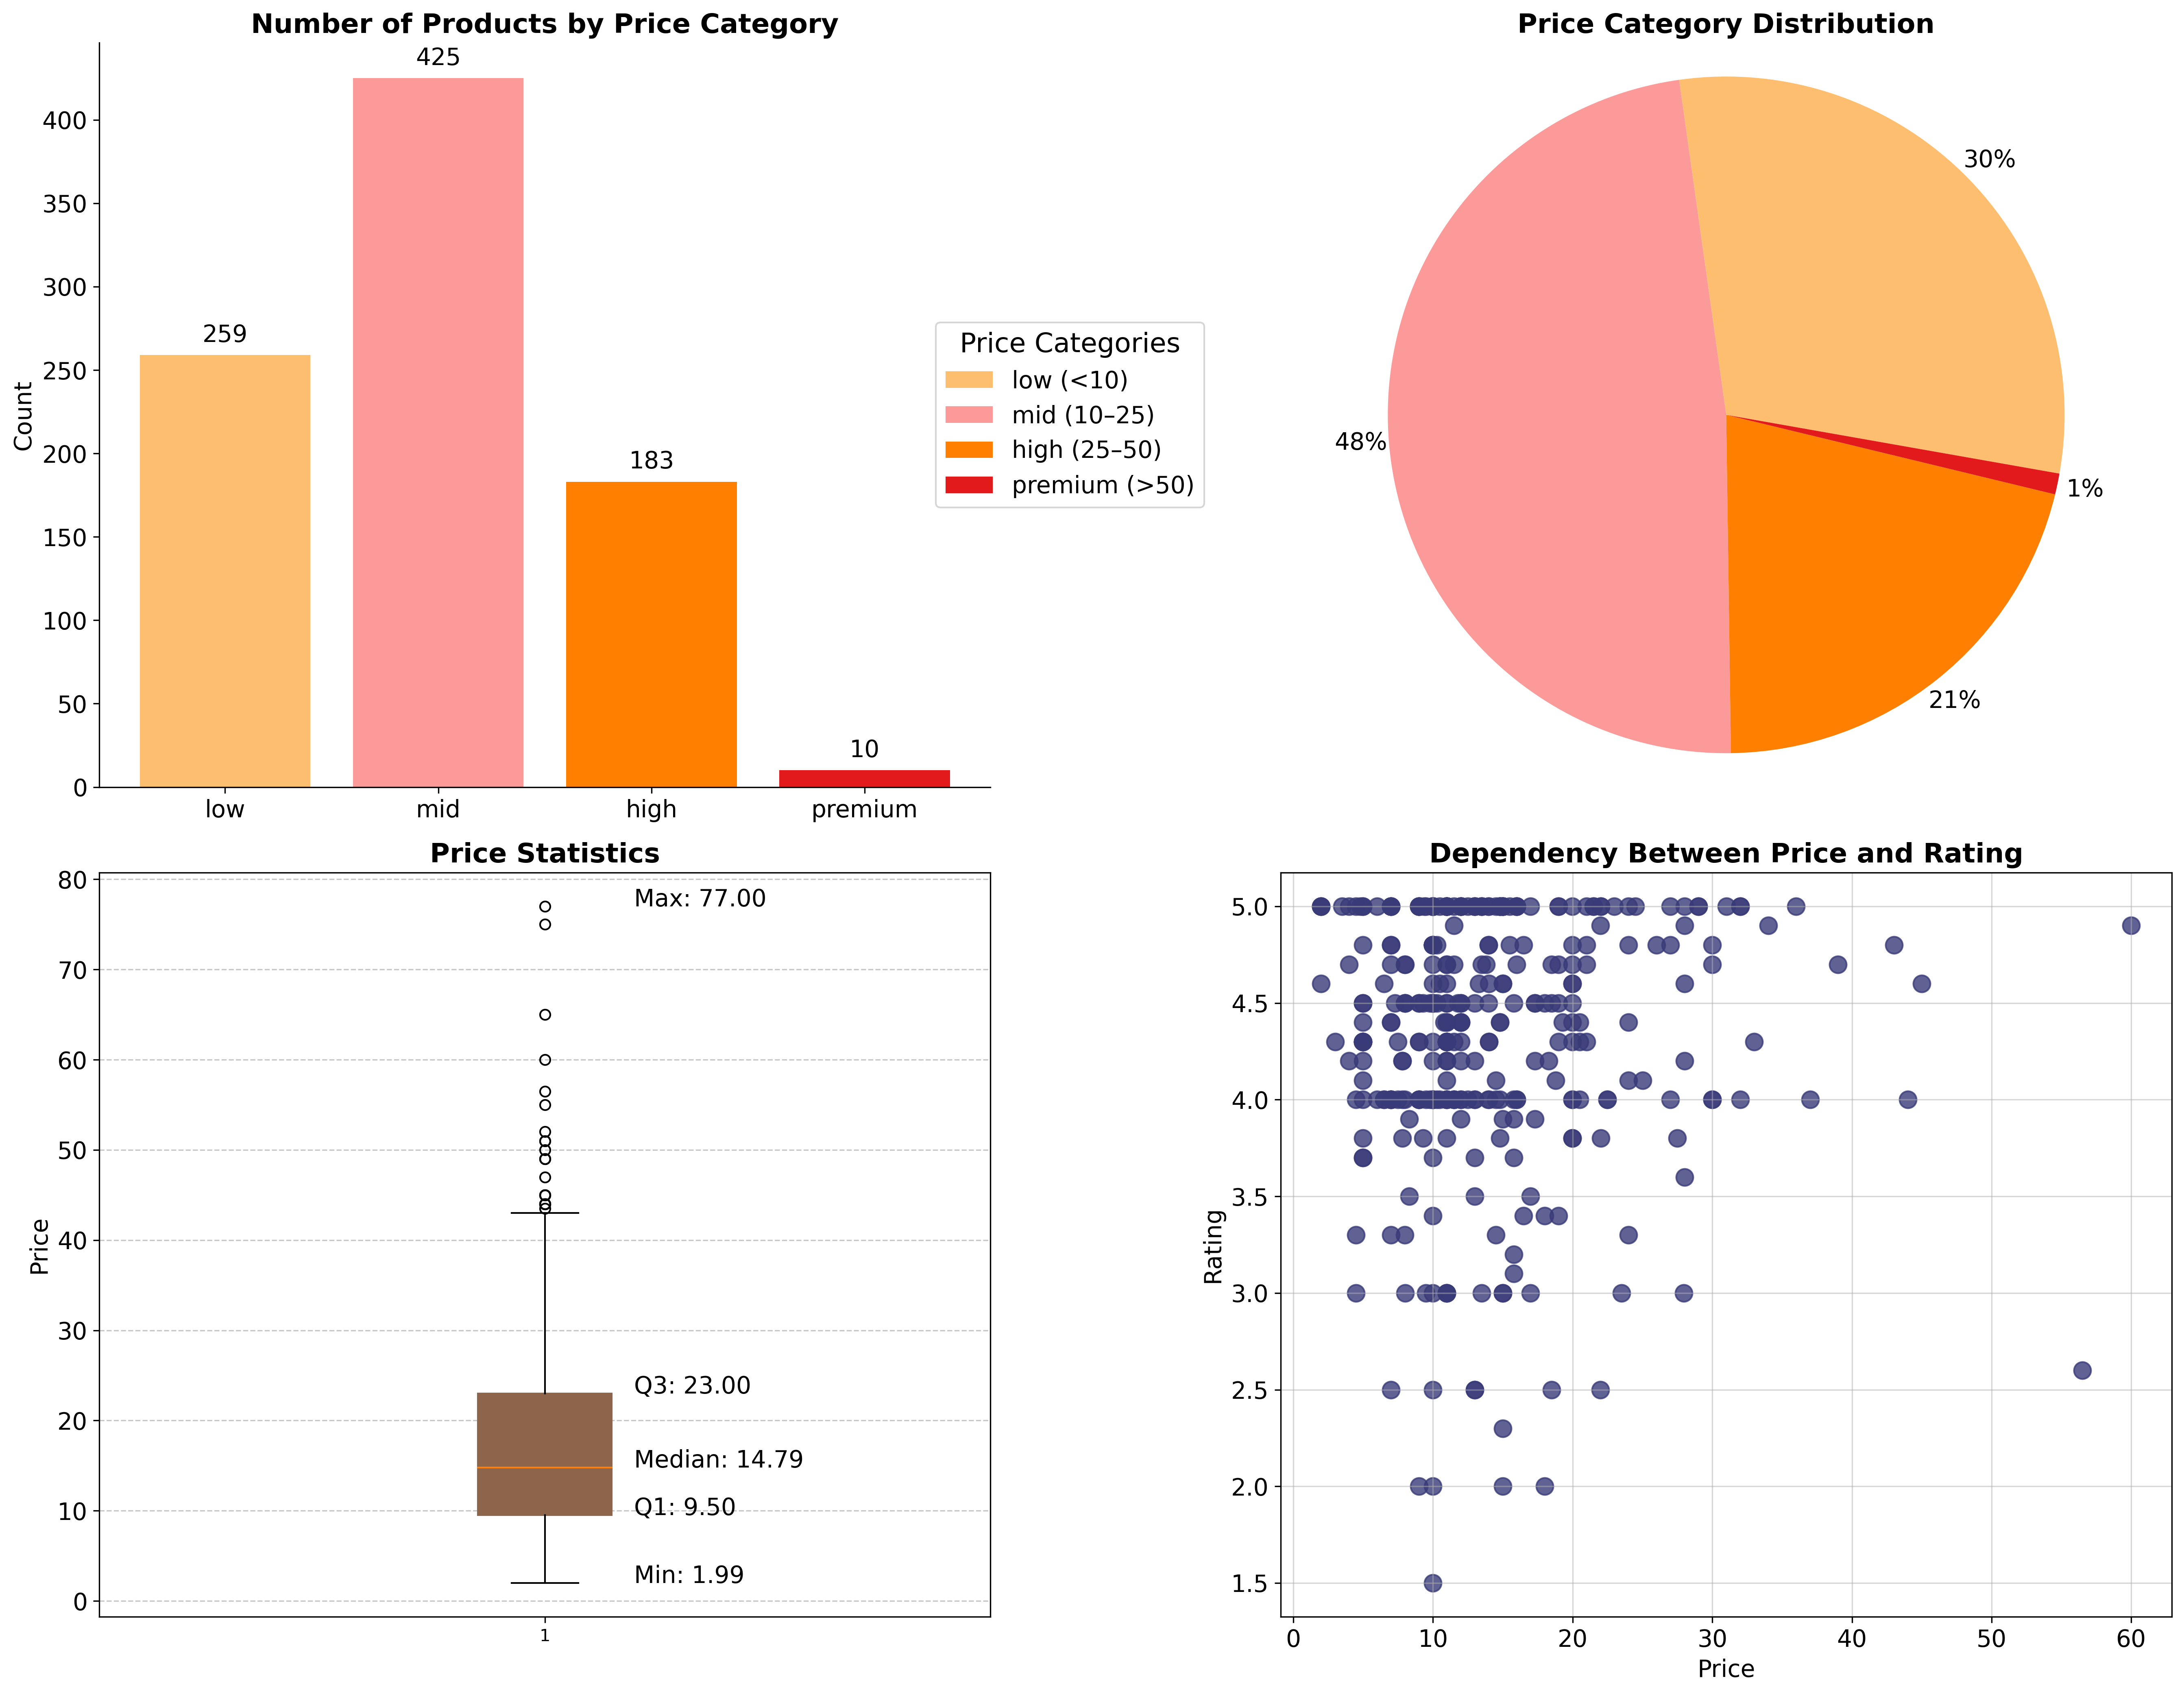 Number of Products by Price Category
425
400
350
300
259
250
Count
200
183
150
100
50
10
0
low
mid
high
premium
Price Categories
low (<10)
mid (10–25)
high (25–50)
premium (>50)
Price Category Distribution
30%
48%
1%
21%
Price Statistics
80
Max: 77.00
70
60
50
40
Price
30
Q3: 23.00
20
Median: 14.79
Q1: 9.50
10
Min: 1.99
0
1
Dependency Between Price and Rating
5.0
4.5
4.0
3.5
Rating
3.0
2.5
2.0
1.5
0
10
20
30
40
50
60
Price